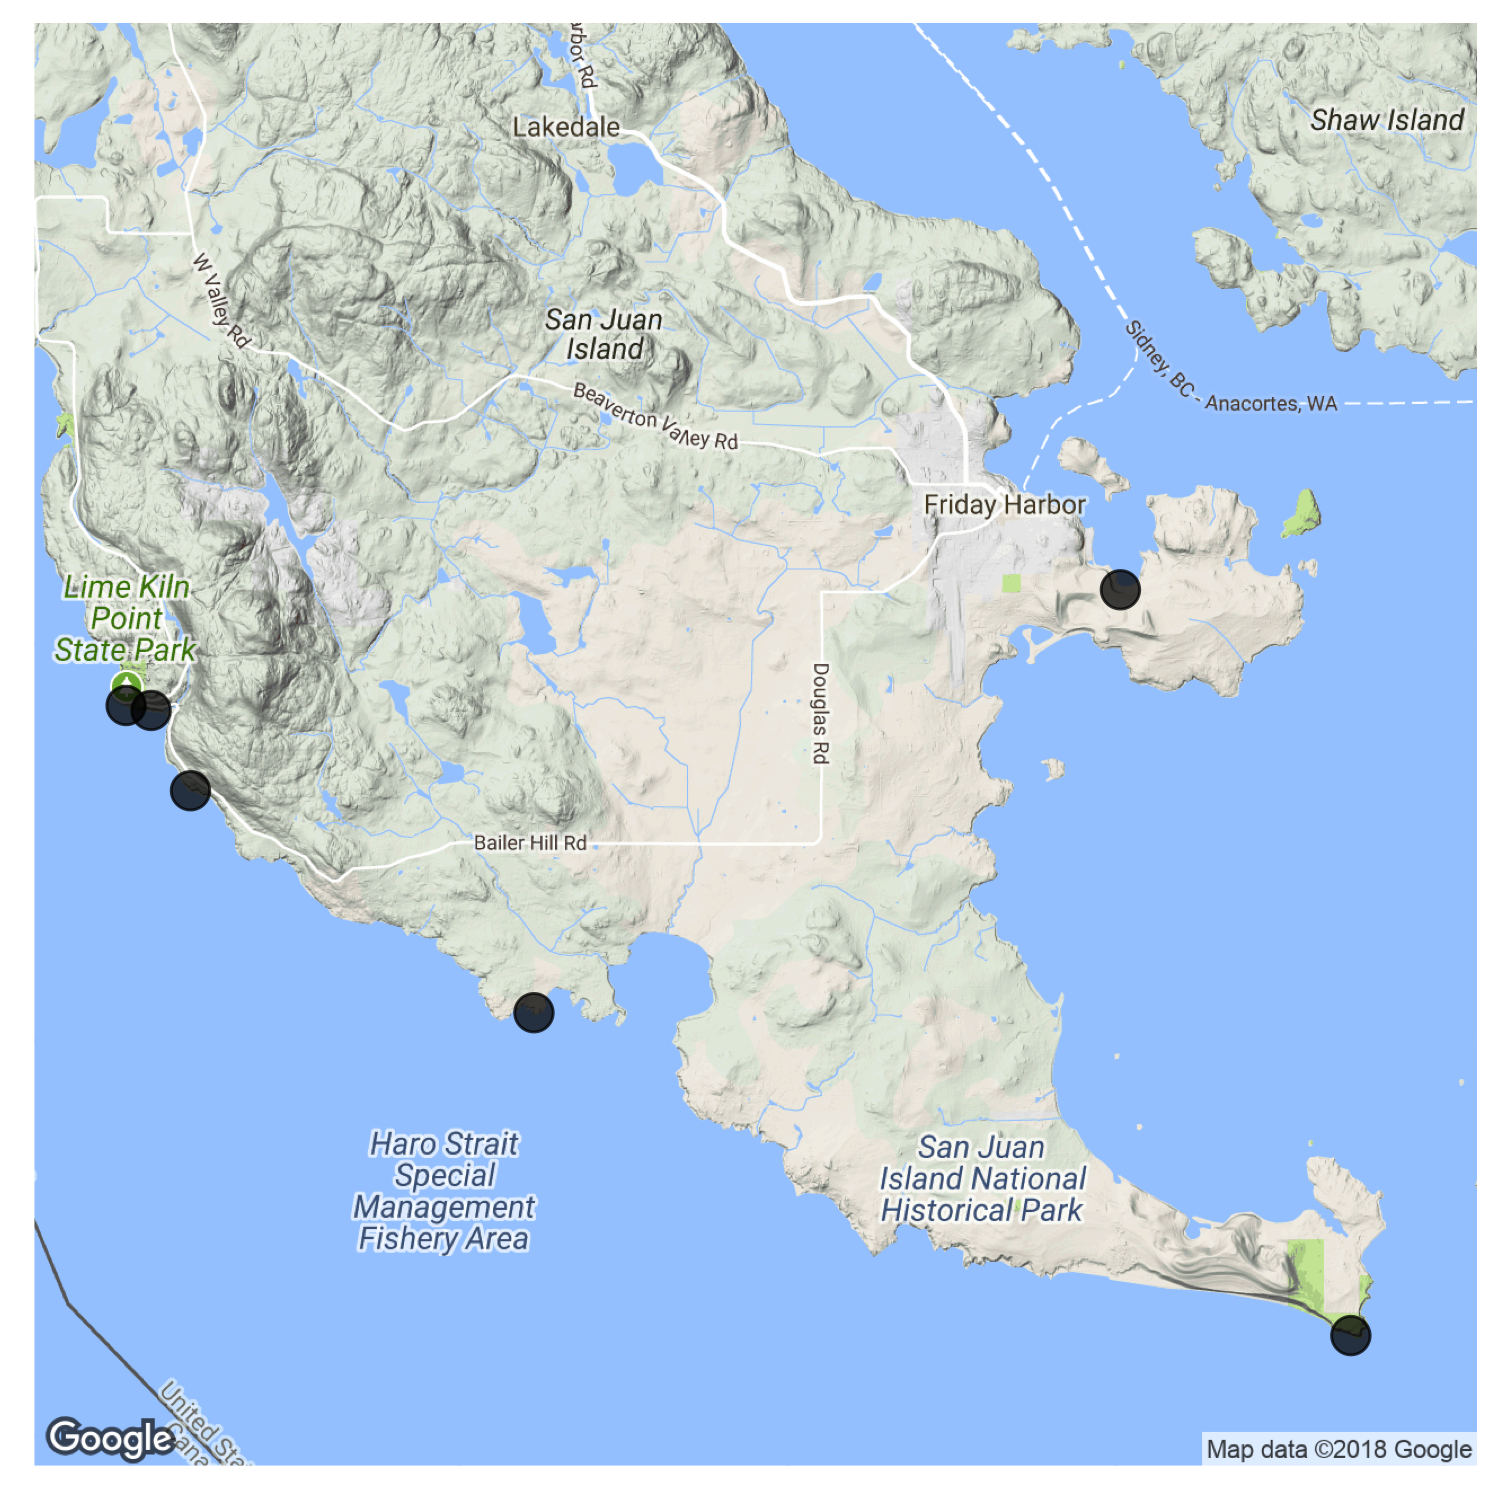 arbor Rd
Lakedale
Shaw Island
W Valley Rd
San Juan
Island
Sidney, BC - Anacortes, WA
Beaverton Valley Rd
Friday Harbor
Lime Kiln
Point
State Park
Douglas Rd
Bailer Hill Rd
Haro Strait
Special
Management
Fishery Area
San Juan
Island National
Historical Park
United Sta
Cana
Google
Map data ©2018 Google